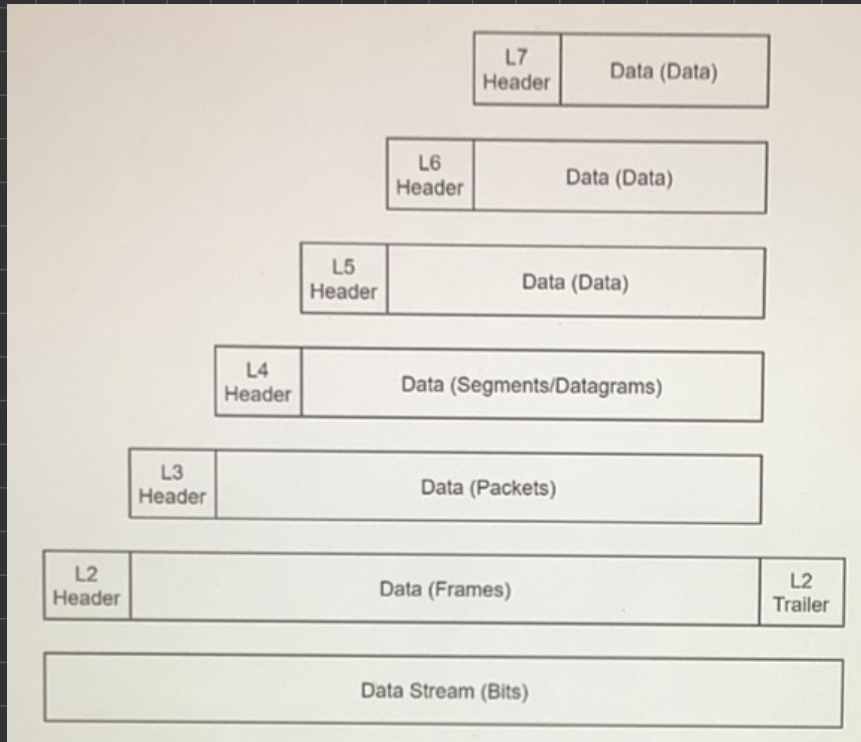 L7
Header
Data (Data)
L6
Header
Data (Data)
L5
Header
Data (Data)
L4
Header
Data (Segments/Datagrams)
L3
Header
Data (Packets)
L2
Header
Data (Frames)
L2
Trailer
Data Stream (Bits)